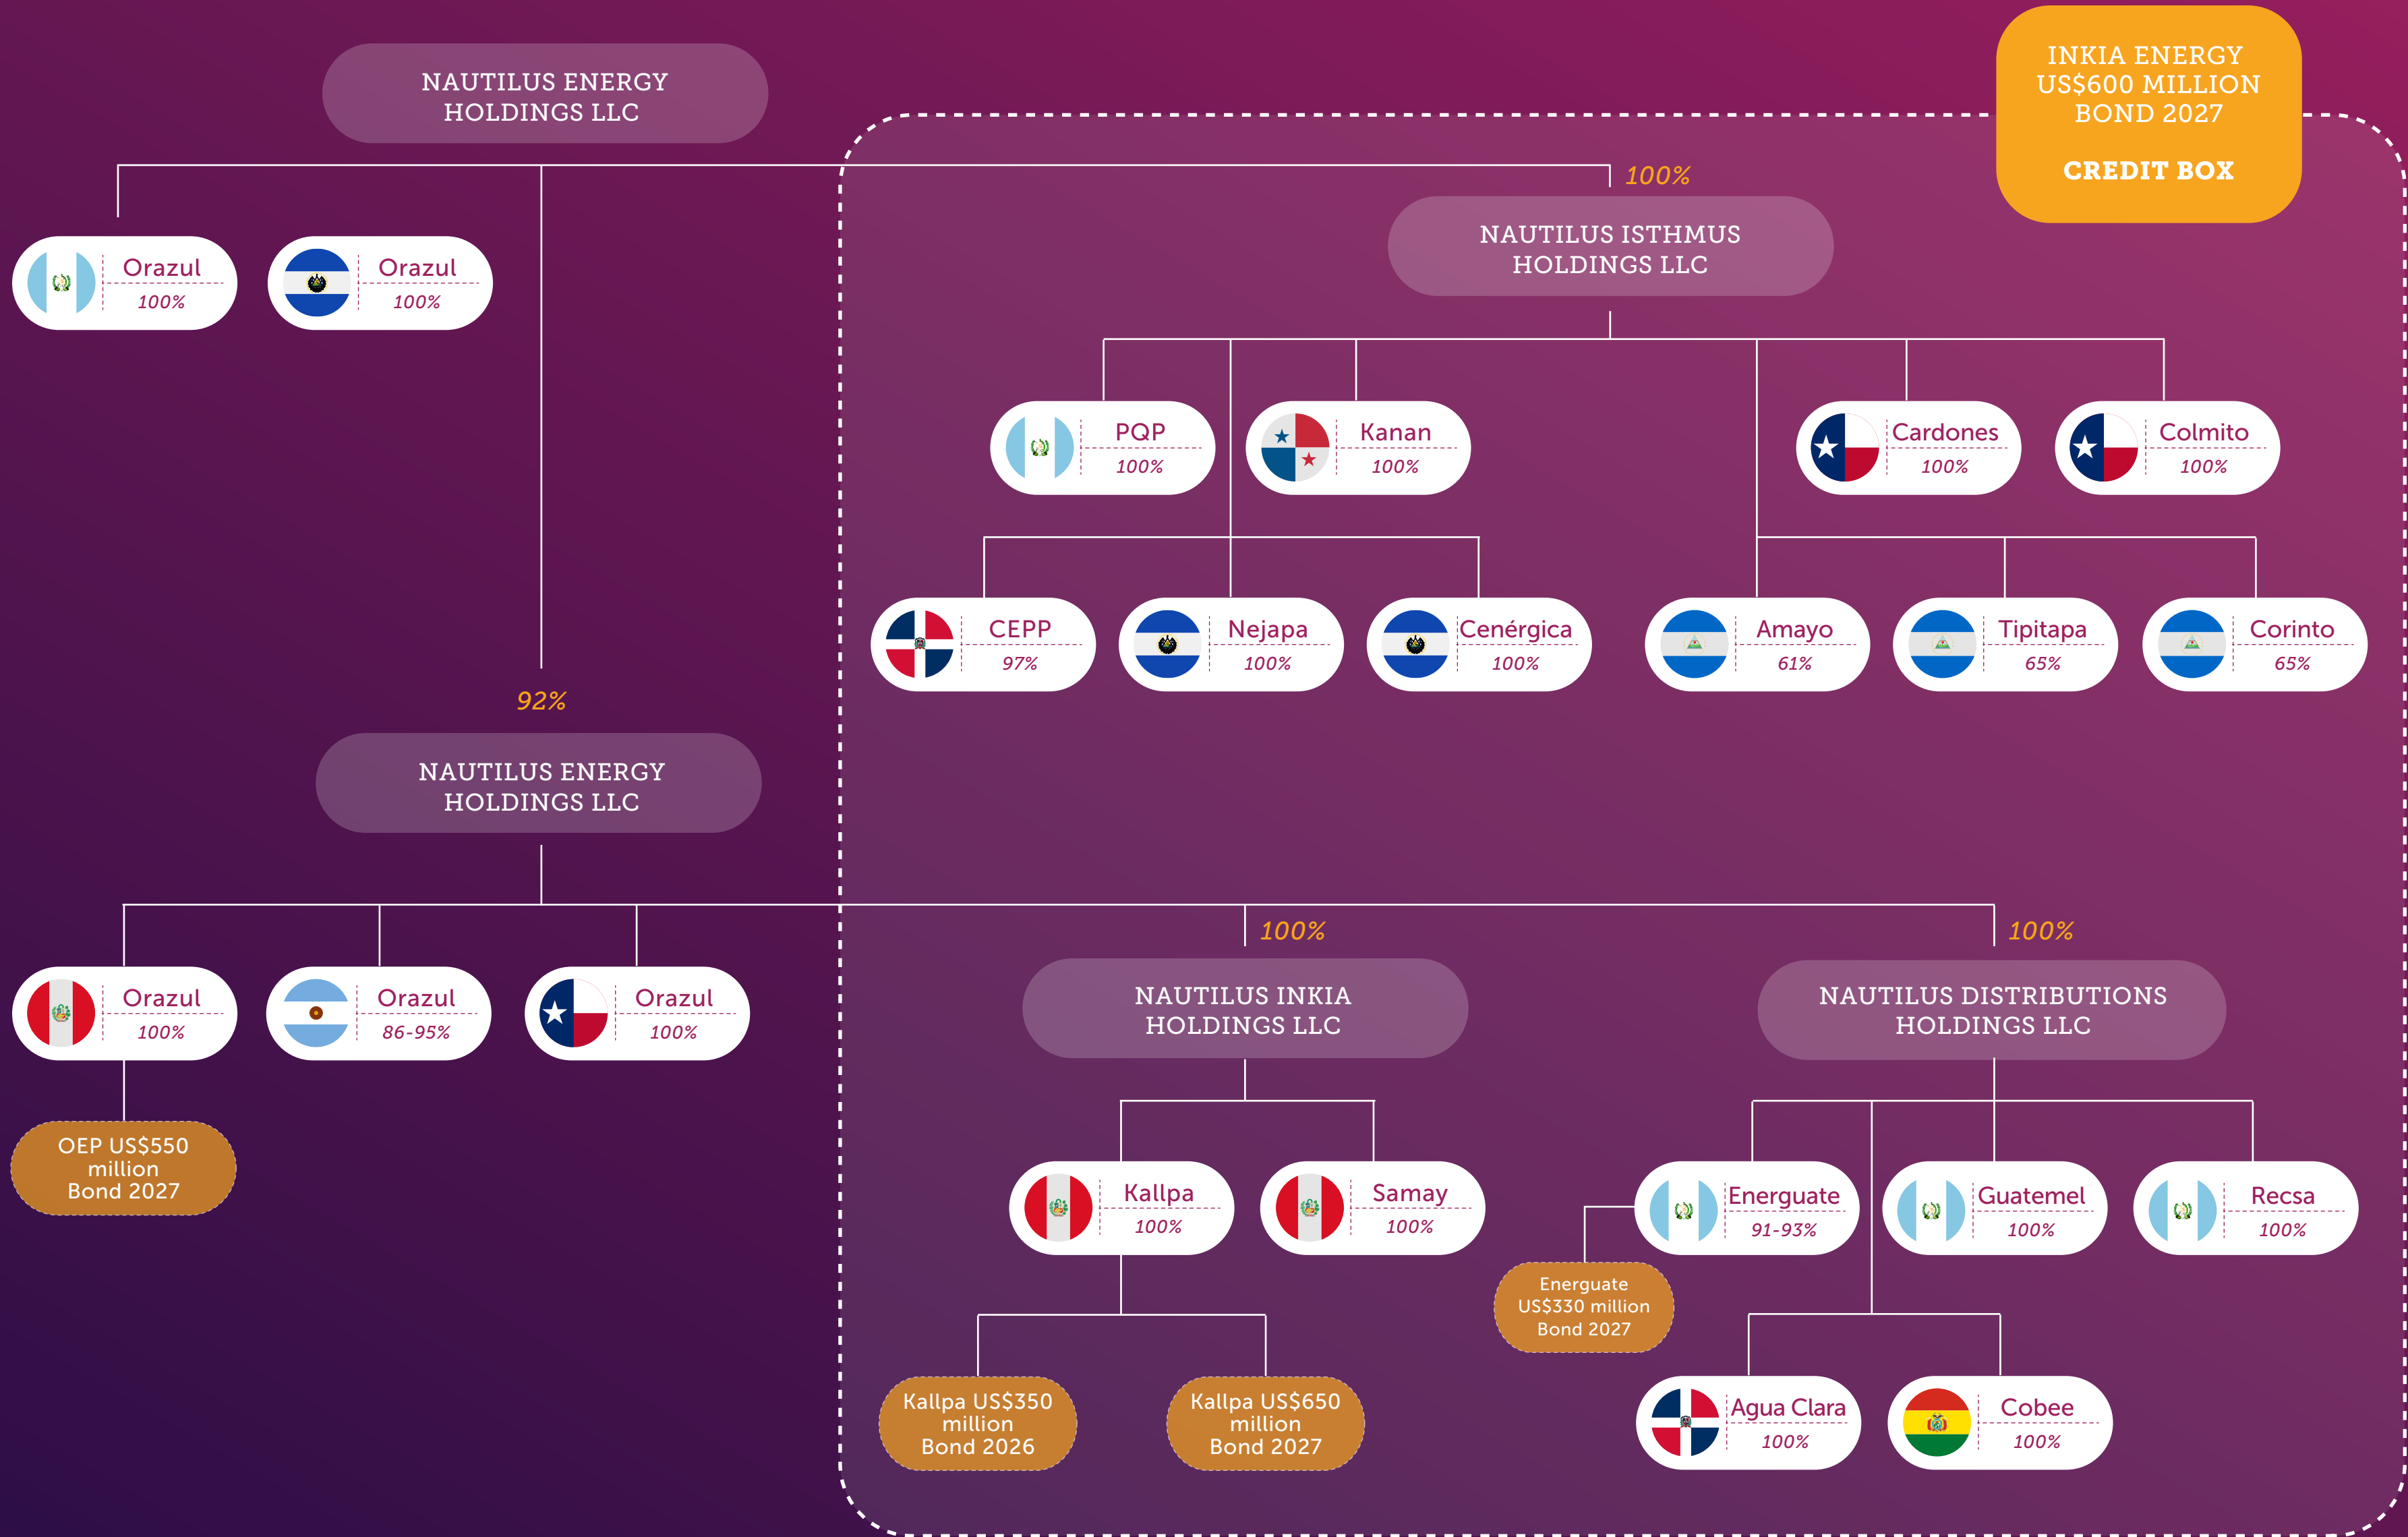 NAUTILUS ENERGY
HOLDINGS LLC
INKIA ENERGY
US$600 MILLION
BOND 2027
CREDIT BOX
100%
NAUTILUS ISTHMUS
HOLDINGS LLC
Orazul
100%
Orazul
100%
PQP
100%
Kanan
100%
Cardones
100%
Colmito
100%
CEPP
97%
Nejapa
100%
Cenérgica
100%
Amayo
61%
Tipitapa
65%
Corinto
65%
92%
NAUTILUS ENERGY
HOLDINGS LLC
100%
100%
Orazul
100%
Orazul
86-95%
Orazul
100%
NAUTILUS INKIA
HOLDINGS LLC
NAUTILUS DISTRIBUTIONS
HOLDINGS LLC
OEP US$550
million
Bond 2027
Kallpa
100%
Samay
100%
Energuate
91-93%
Guatemel
100%
Recsa
100%
Energuate
US$330 million
Bond 2027
Kallpa US$350
million
Bond 2026
Kallpa US$650
million
Bond 2027
Agua Clara
100%
Cobee
100%